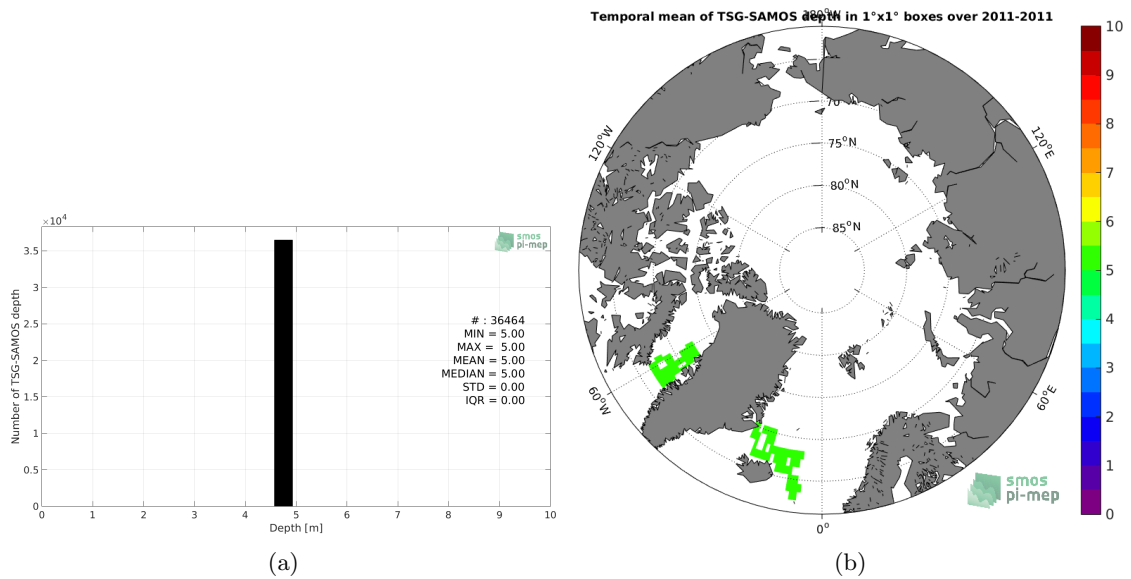 Temporal mean of TSG-SAMOS depth in 1°x1° boxes over 2011-2011
×10⁴
Number of TSG-SAMOS depth
3.5
3
2.5
2
1.5
1
0.5
0
0 1 2 3 4 5 6 7 8 9 10
Depth [m]
smos
pi-mep
# : 36464
MIN = 5.00
MAX = 5.00
MEAN = 5.00
MEDIAN = 5.00
STD = 0.00
IQR = 0.00
(a)
180°W
120°W
120°E
70
75°N
80°N
85°N
60°W
60°E
0°
smos
pi-mep
10
9
8
7
6
5
4
3
2
1
0
(b)